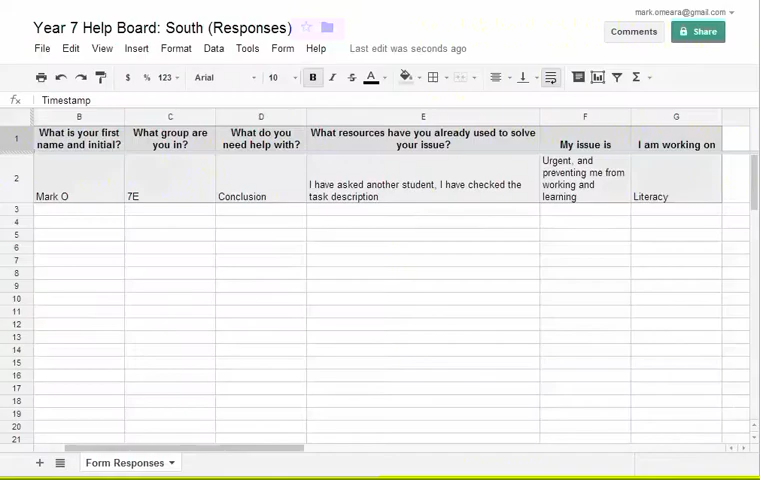 mark.omeara@gmail.com
Year 7 Help Board: South (Responses)
Comments
Share
File Edit View Insert Format Data Tools Form Help Last edit was seconds ago
$ % 123 Arial 10 B I S A Σ
fx Timestamp
B C D E F G
1 What is your first name and initial? What group are you in? What do you need help with? What resources have you already used to solve your issue? My issue is I am working on
2 Mark O 7E Conclusion I have asked another student, I have checked the task description Urgent, and preventing me from working and learning Literacy
3
4
5
6
7
8
9
10
11
12
13
14
15
16
17
18
19
20
21
Form Responses